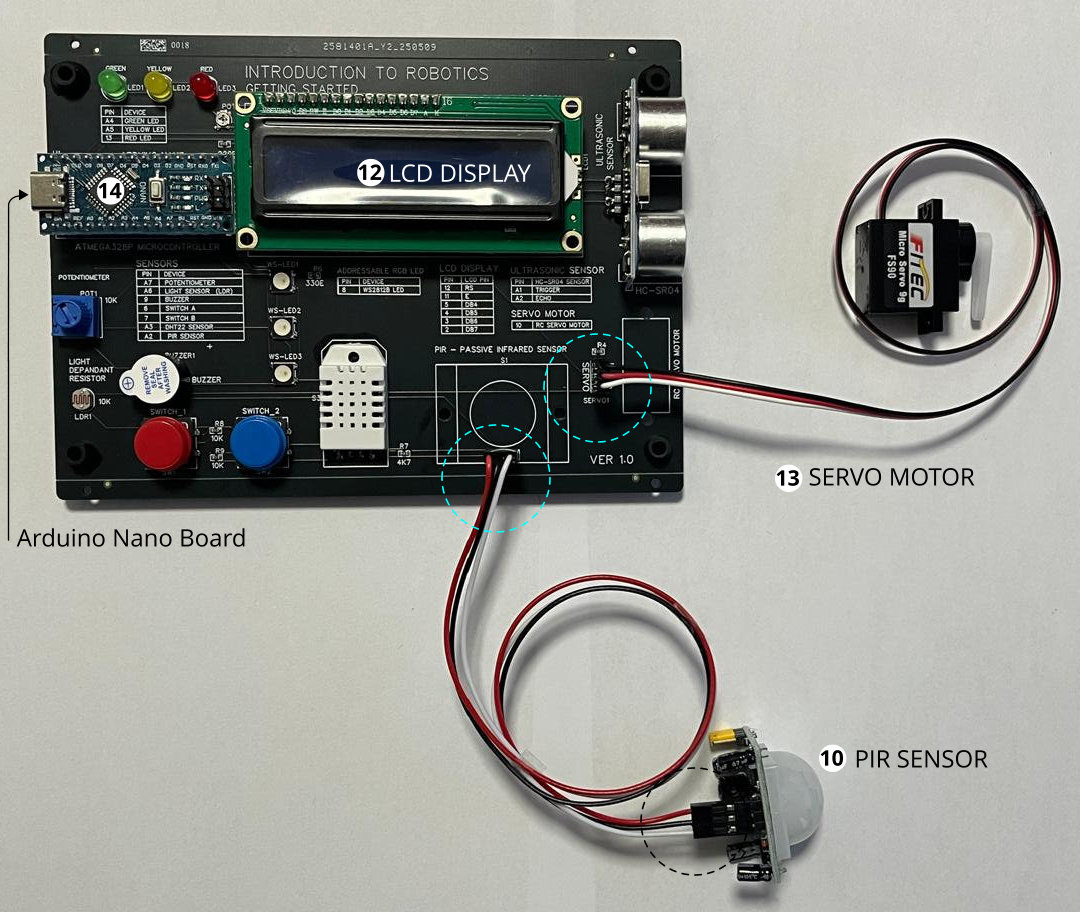 2581401A_Y2_250509
0018
GREEN
YELLOW
RED
LED1
LED2
LED3
INTRODUCTION TO ROBOTICS
GETTING STARTED
1
16
PIN DEVICE
A4 GREEN LED
A5 YELLOW LED
13 RED LED
12 LCD DISPLAY
ULTRASONIC
SENSOR
14
ATMEGA328P MICROCONTROLLER
HC-SR04
SENSORS
PIN DEVICE
A7 POTENTIOMETER
A6 LIGHT SENSOR (LDR)
9 BUZZER
6 SWITCH A
7 SWITCH B
A3 DHT22 SENSOR
A2 PIR SENSOR
WS-LED1
R6
330E
ADDRESSABLE RGB LED
PIN DEVICE
8 WS2812B LED
LCD DISPLAY
PIN LCD PIN
12 RS
11 E
5 DB4
4 DB5
3 DB6
2 DB7
ULTRASONIC SENSOR
PIN HC-SR04 SENSOR
A1 TRIGGER
A2 ECHO
SERVO MOTOR
10 RC SERVO MOTOR
POTENTIOMETER
POT1
10K
WS-LED2
WS-LED3
PIR - PASSIVE INFRARED SENSOR
S1
R4
SERVO
SERVO1
RC SERVO MOTOR
LIGHT
DEPANDANT
RESISTOR
10K
LDR1
BUZZER1
BUZZER
REMOVE
SEAL
AFTER
WASHING
SWITCH_1
SWITCH_2
R8
10K
R9
10K
R7
4K7
VER 1.0
FITEC
Micro Servo 9g
FS90
13 SERVO MOTOR
Arduino Nano Board
10 PIR SENSOR